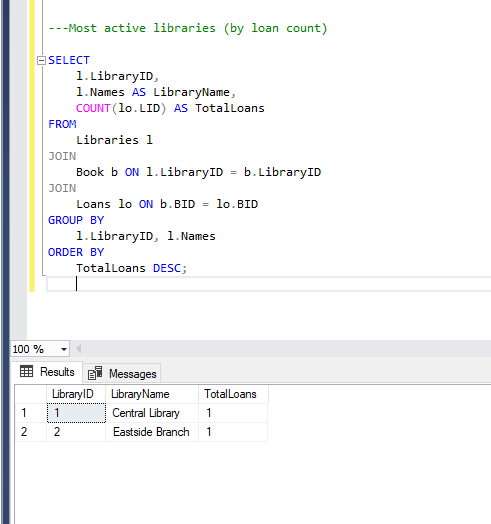 ---Most active libraries (by loan count)
SELECT
l.LibraryID,
l.Names AS LibraryName,
COUNT(lo.LID) AS TotalLoans
FROM
Libraries l
JOIN
Book b ON l.LibraryID = b.LibraryID
JOIN
Loans lo ON b.BID = lo.BID
GROUP BY
l.LibraryID, l.Names
ORDER BY
TotalLoans DESC;
100 %
Results Messages
LibraryID LibraryName TotalLoans
1 1 Central Library 1
2 2 Eastside Branch 1